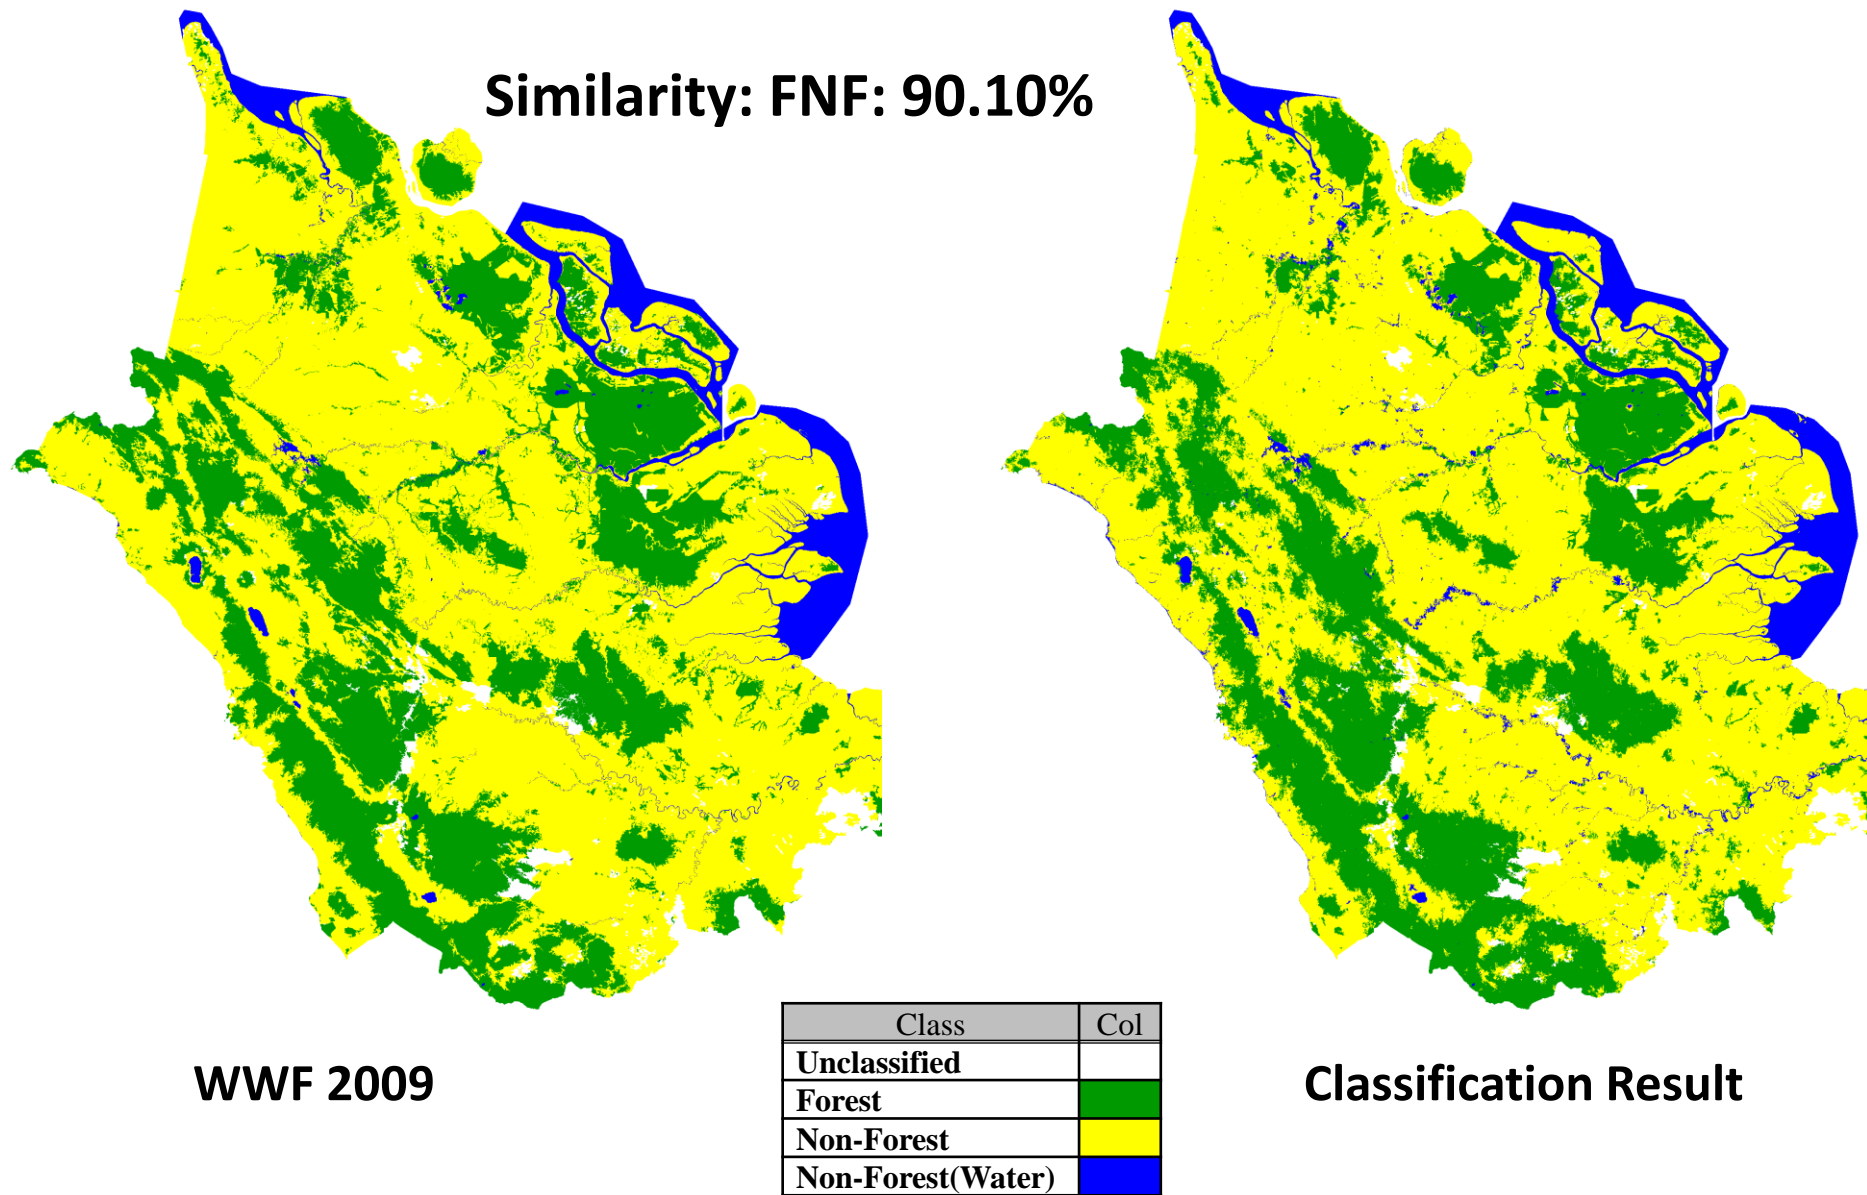 Similarity: FNF: 90.10%
WWF 2009
Classification Result
Class Col
Unclassified
Forest
Non-Forest
Non-Forest(Water)